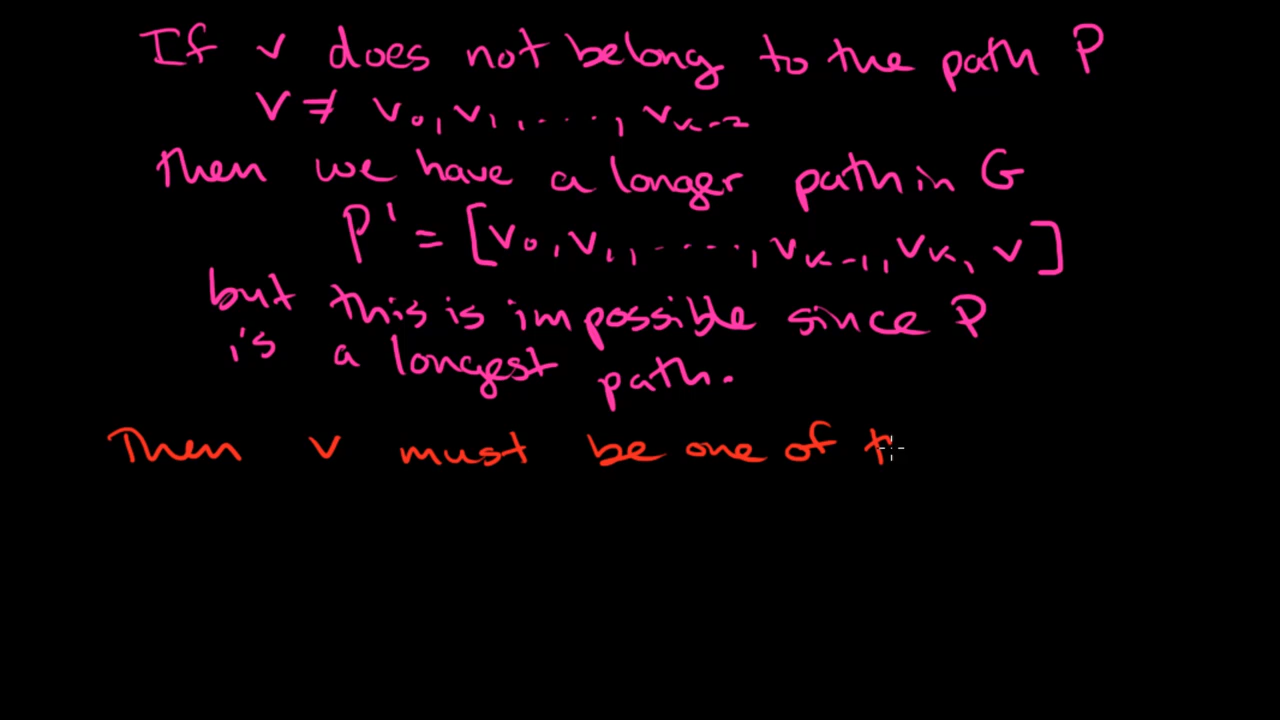 If v does not belong to the path P
v ≠ v₀, v₁, ...., vₖ₋₂
then we have a longer path in G
P' = [v₀, v₁, ....., vₖ₋₁, vₖ, v]
but this is impossible since P
is a longest path.
Then v must be one of t